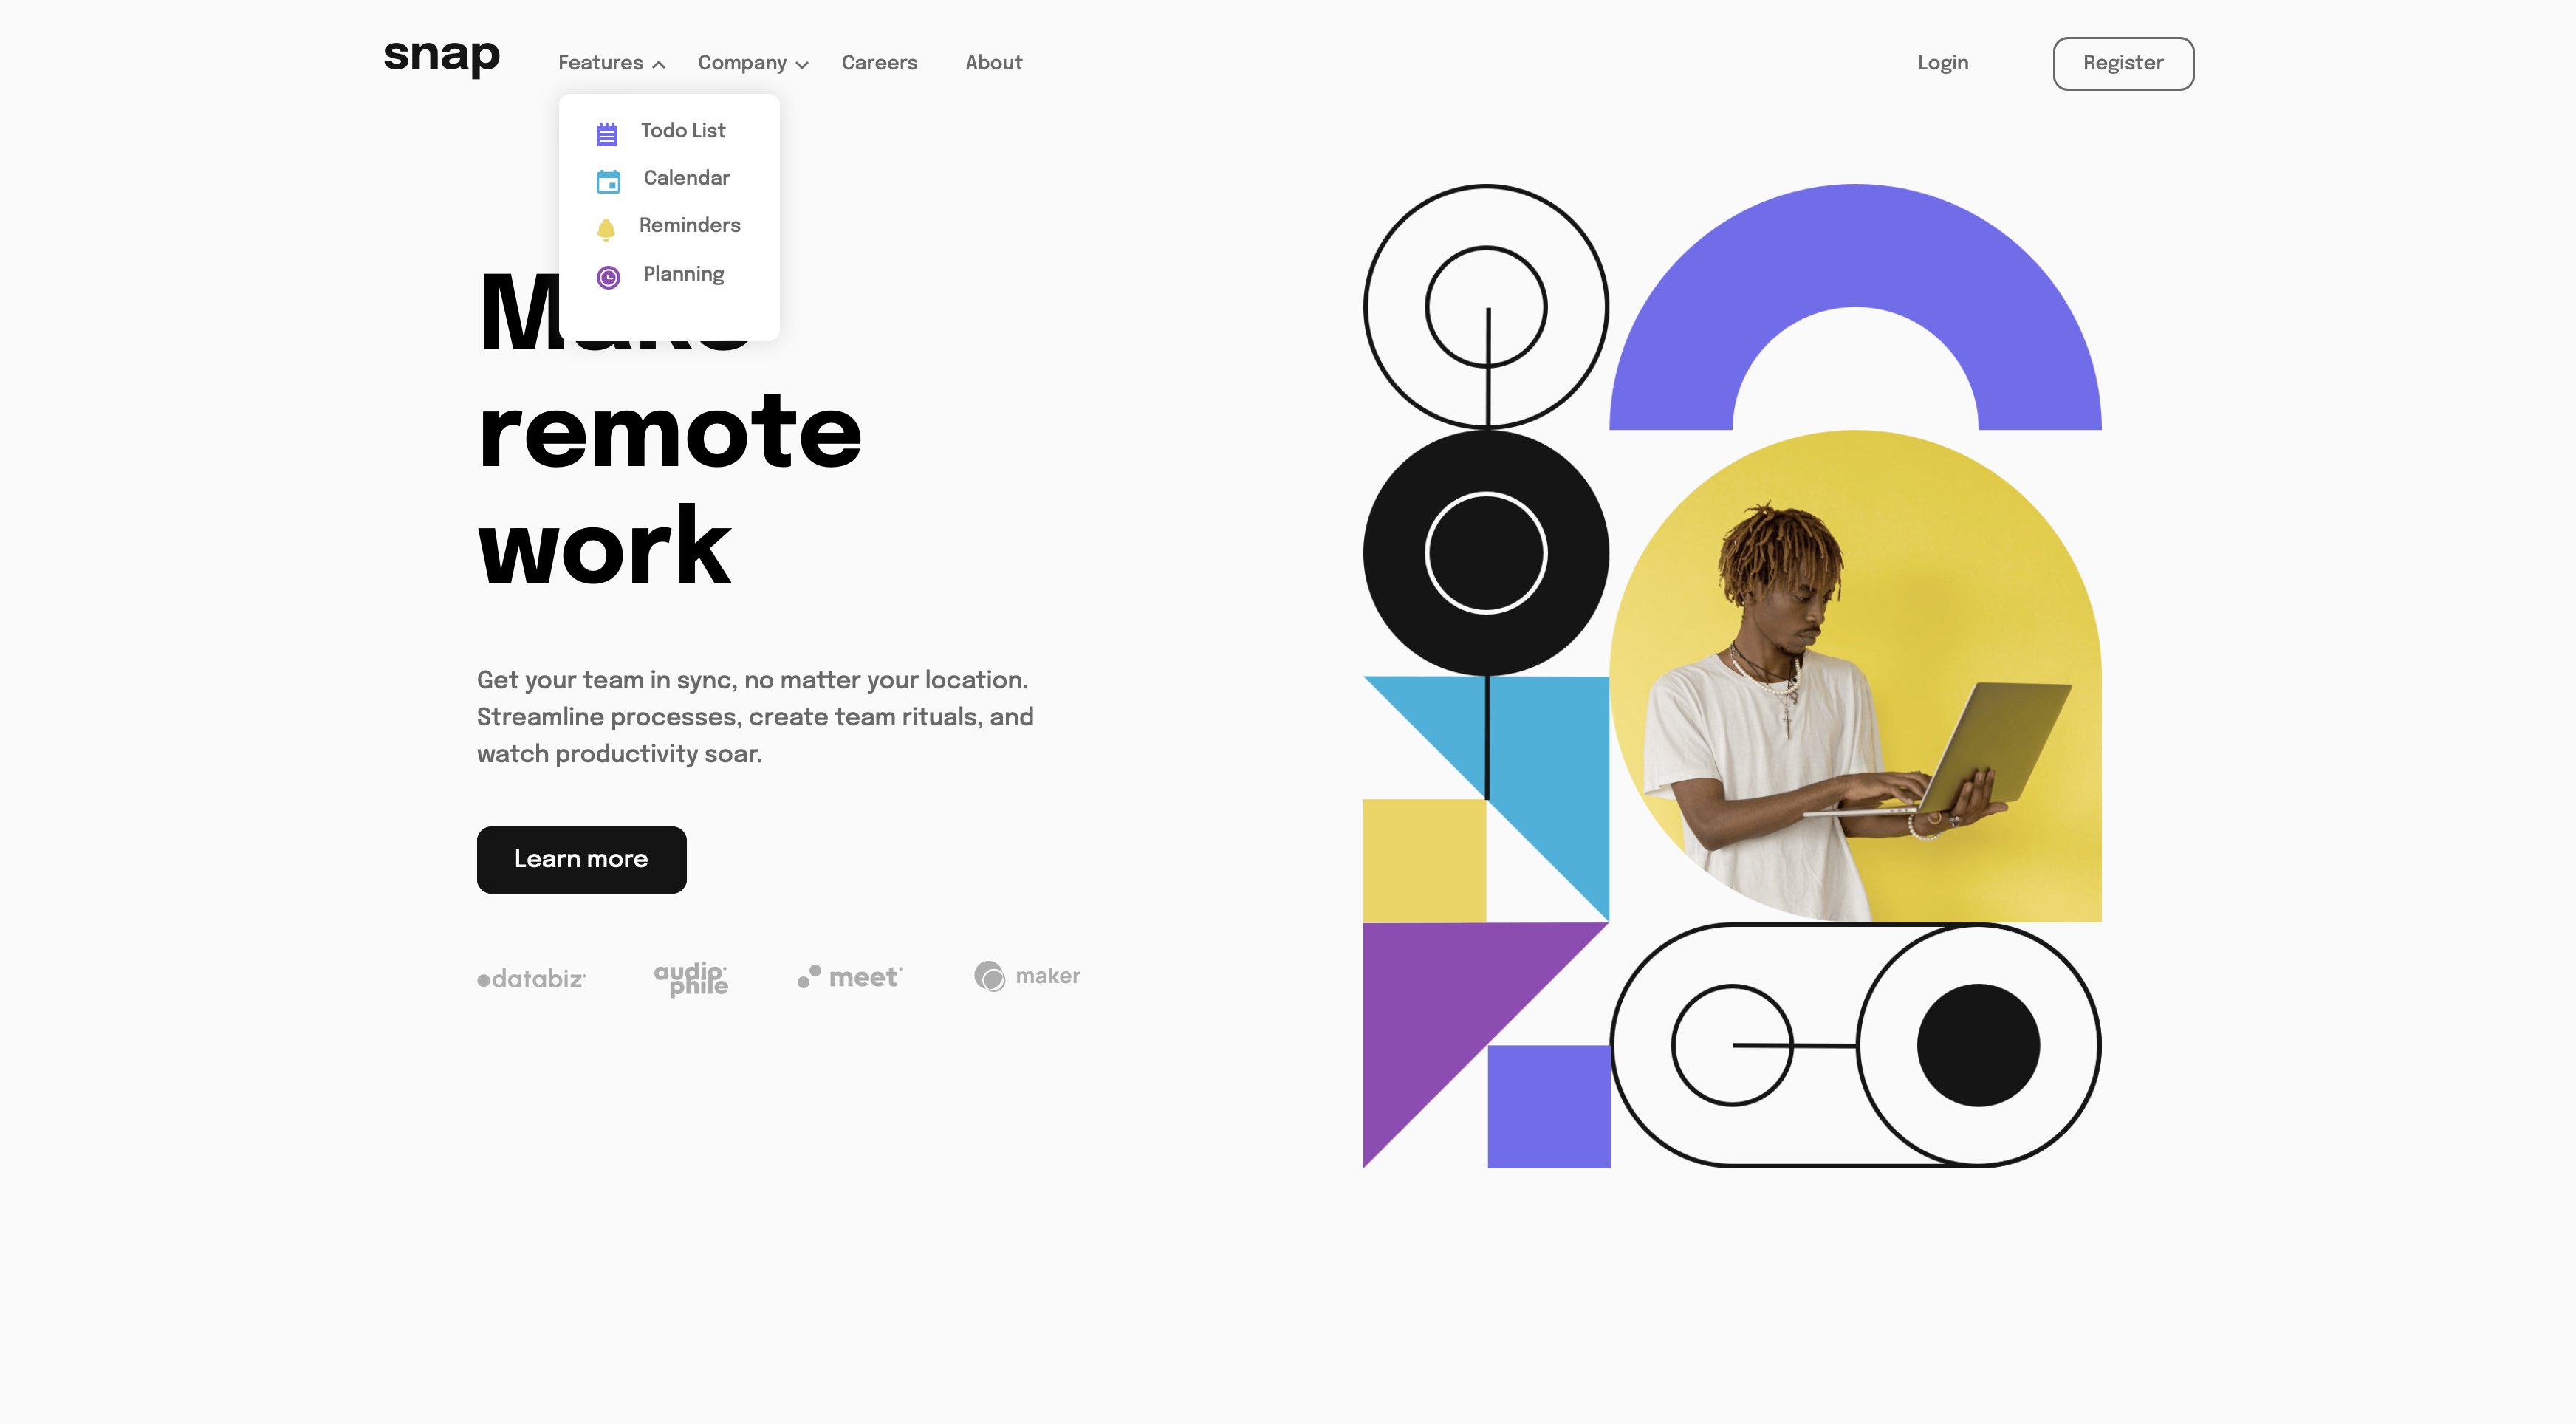 snap
Features
Company
Careers
About
Login
Register
Todo List
Calendar
Reminders
Planning
Make
remote
work
Get your team in sync, no matter your location.
Streamline processes, create team rituals, and
watch productivity soar.
Learn more
databiz
audiophile
meet
maker